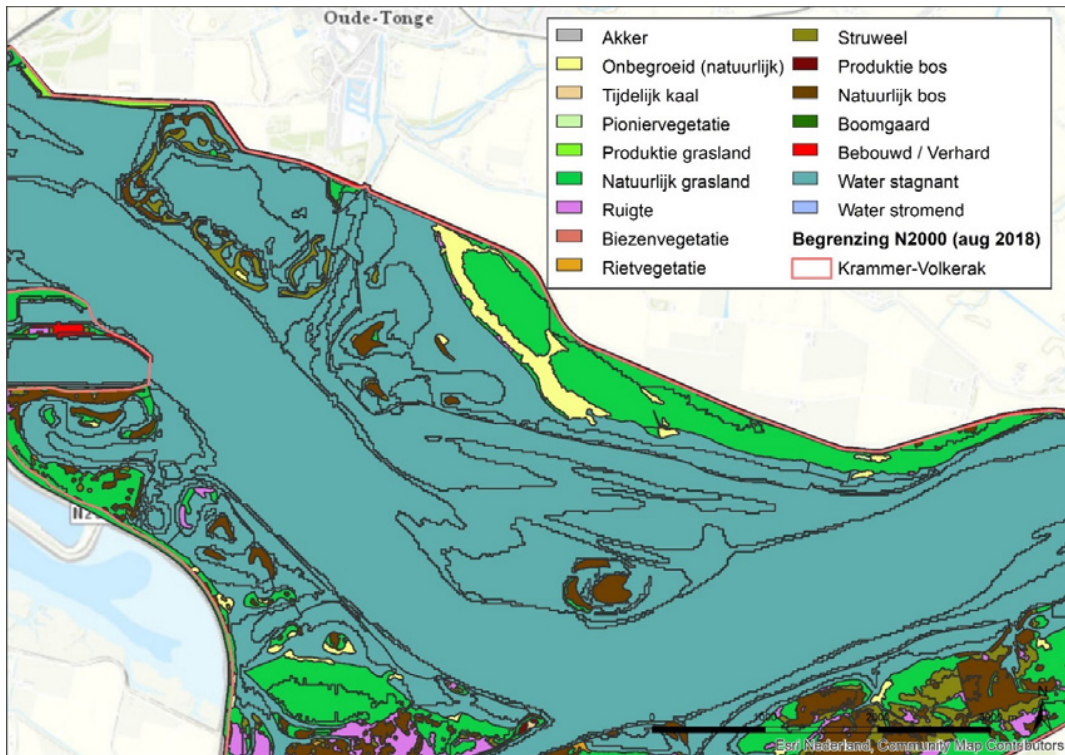 Oude-Tonge
Akker
Onbegroeid (natuurlijk)
Tijdelijk kaal
Pioniervegetatie
Produktie grasland
Natuurlijk grasland
Ruigte
Biezenvegetatie
Rietvegetatie
Struweel
Produktie bos
Natuurlijk bos
Boomgaard
Bebouwd / Verhard
Water stagnant
Water stromend
Begrenzing N2000 (aug 2018)
Krammer-Volkerak
N
0
Esri Nederland, Community Map Contributors